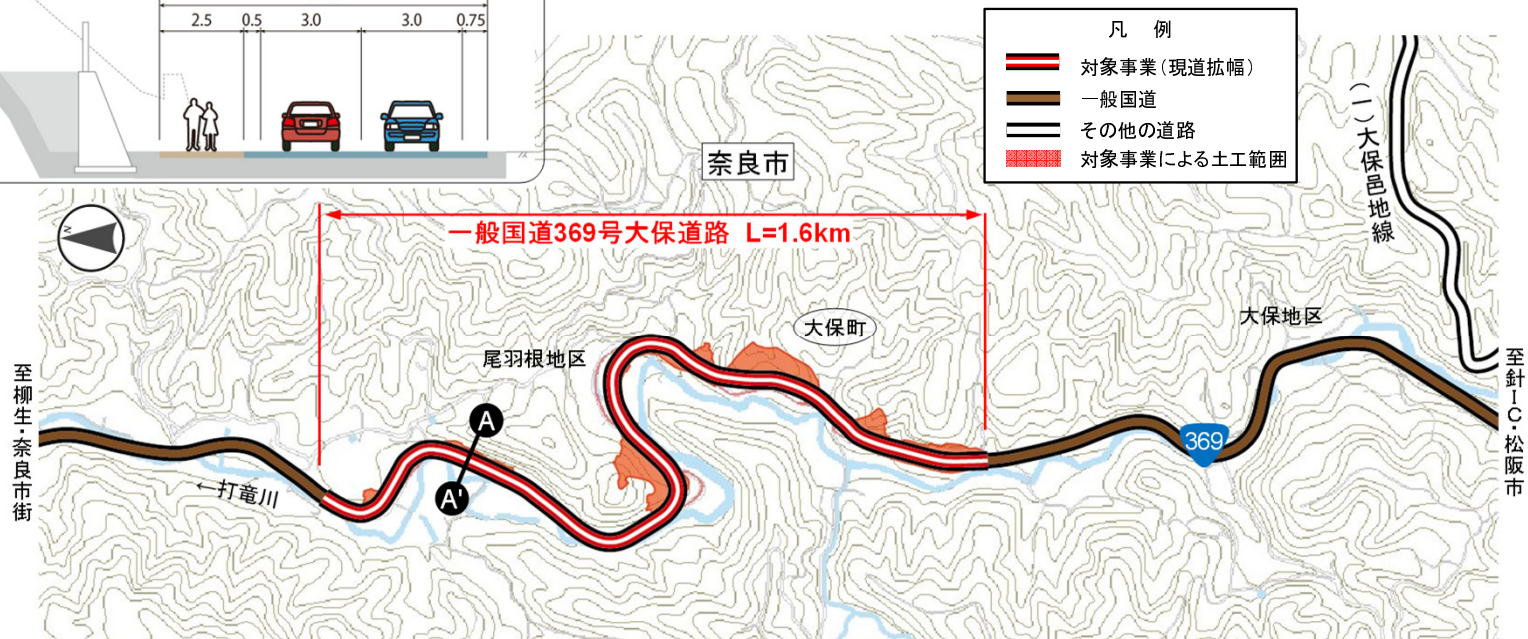 2.5 0.5 3.0 3.0 0.75
凡 例
対象事業(現道拡幅)
一般国道
その他の道路
対象事業による土工範囲
(一)大保邑地線
奈良市
N
一般国道369号大保道路 L=1.6km
大保町
大保地区
尾羽根地区
至柳生・奈良市街
至針IC・松阪市
A
A'
369
←打竜川